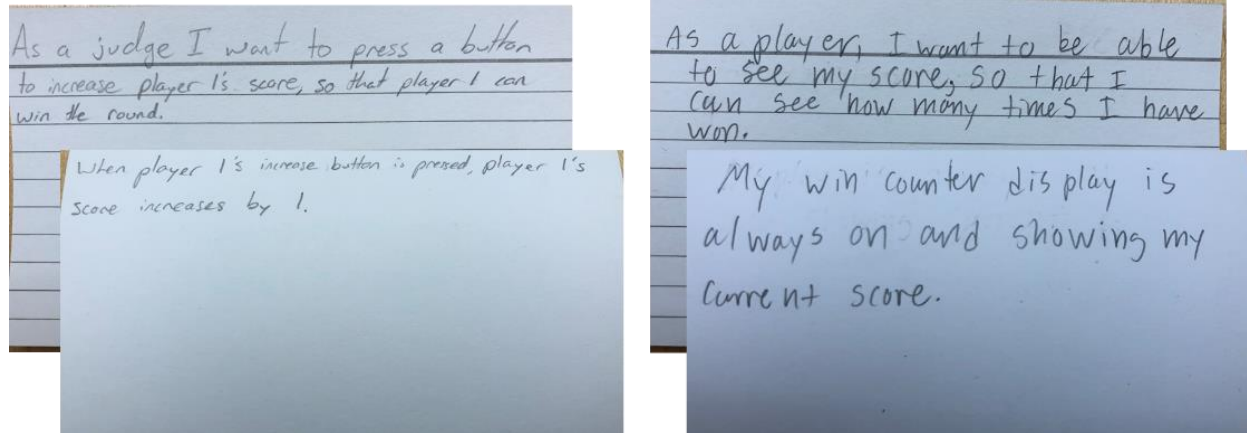 As a judge I want to press a button
to increase player 1's score, so that player 1 can
win the round.
When player 1's increase button is pressed, player 1's
score increases by 1.
As a player, I want to be able
to see my score, so that I
can see how many times I have
won.
My win counter display is
always on and showing my
current score.